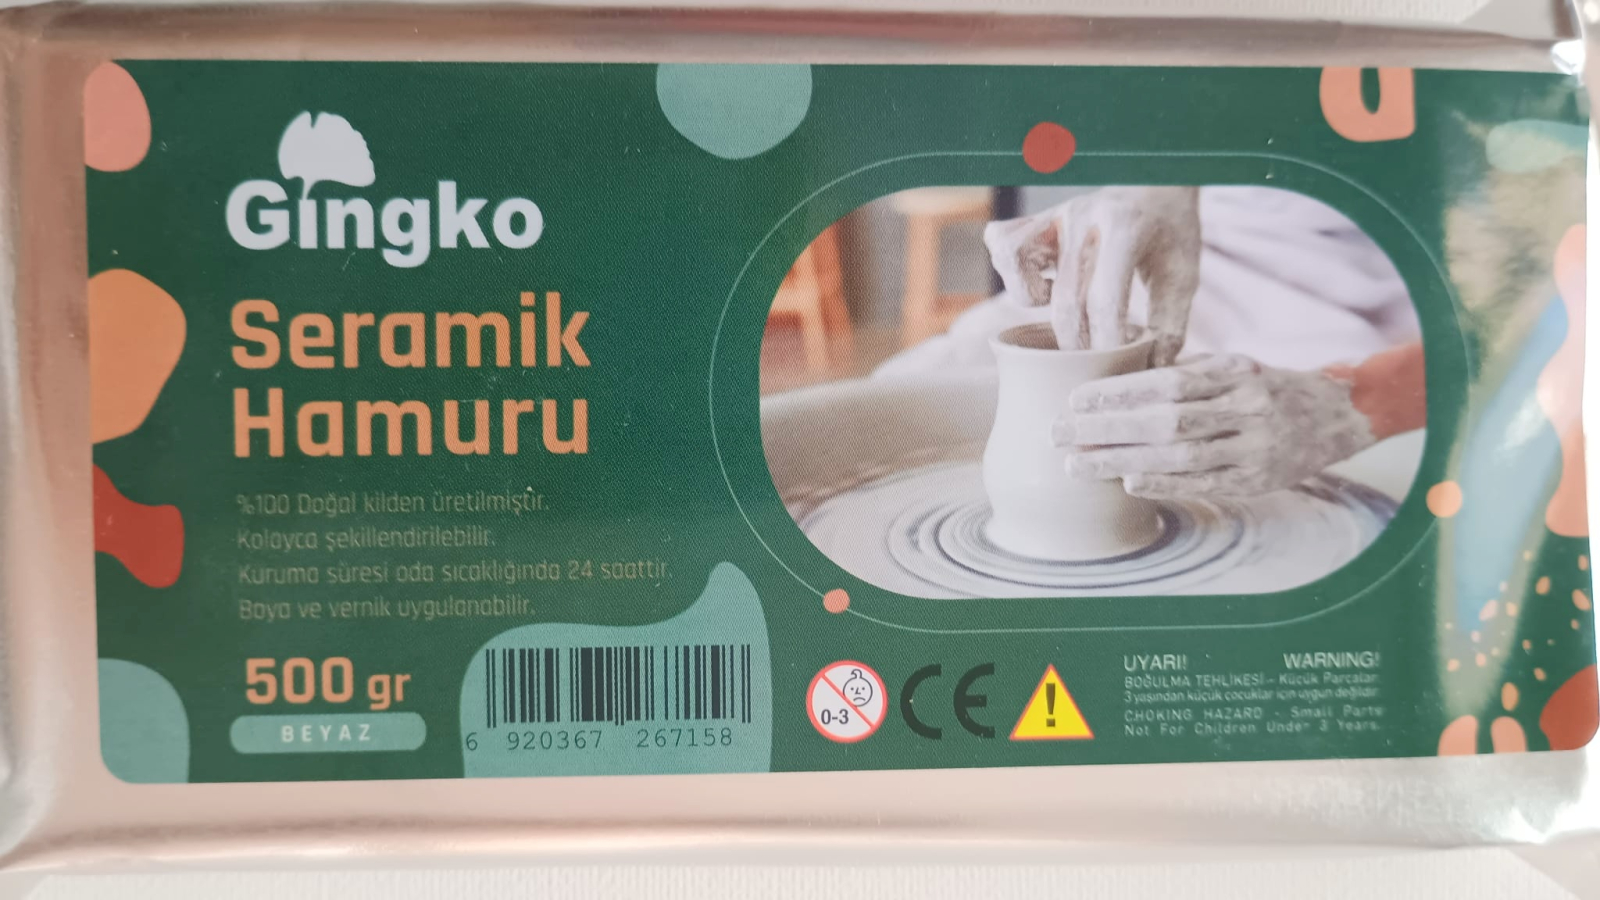 Gingko
Seramik
Hamuru
%100 Doğal kilden üretilmiştir.
Kolayca şekillendirilebilir.
Kuruma süresi oda sıcaklığında 24 saattir.
Boya ve vernik uygulanabilir.
500 gr
BEYAZ
6 920367 267158
0-3
CE
UYARI! WARNING!
BOĞULMA TEHLİKESİ - Küçük Parçalar.
3 yaşından küçük çocuklar için uygun değildir.
CHOKING HAZARD - Small Parts
Not For Children Under 3 Years.